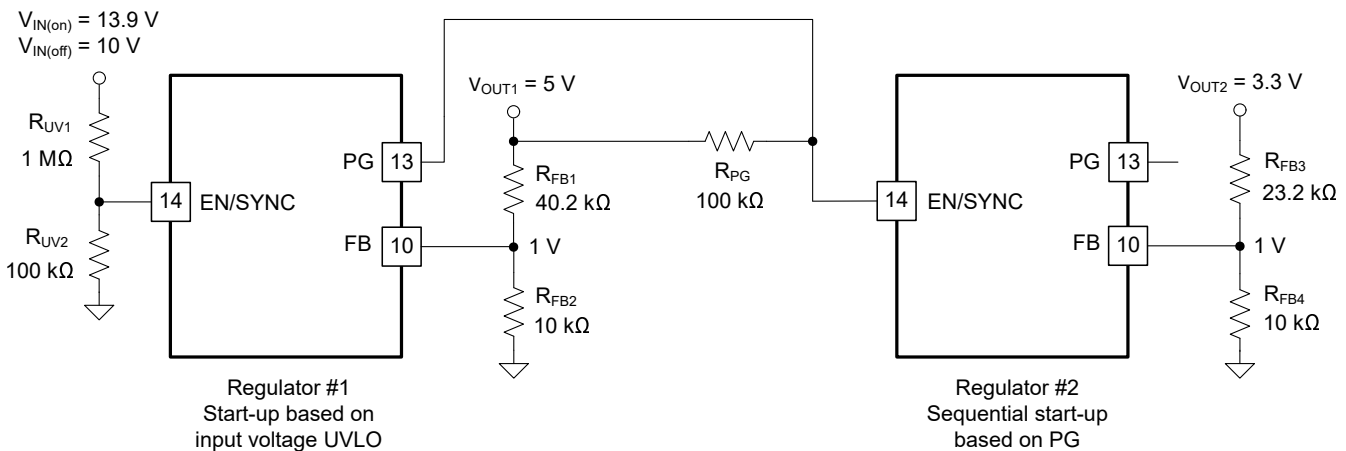 VIN(on) = 13.9 V
VIN(off) = 10 V
RUV1
1 MΩ
RUV2
100 kΩ
14
EN/SYNC
PG
13
FB
10
Regulator #1
Start-up based on
input voltage UVLO
VOUT1 = 5 V
RFB1
40.2 kΩ
1 V
RFB2
10 kΩ
RPG
100 kΩ
14
EN/SYNC
PG
13
FB
10
Regulator #2
Sequential start-up
based on PG
VOUT2 = 3.3 V
RFB3
23.2 kΩ
1 V
RFB4
10 kΩ